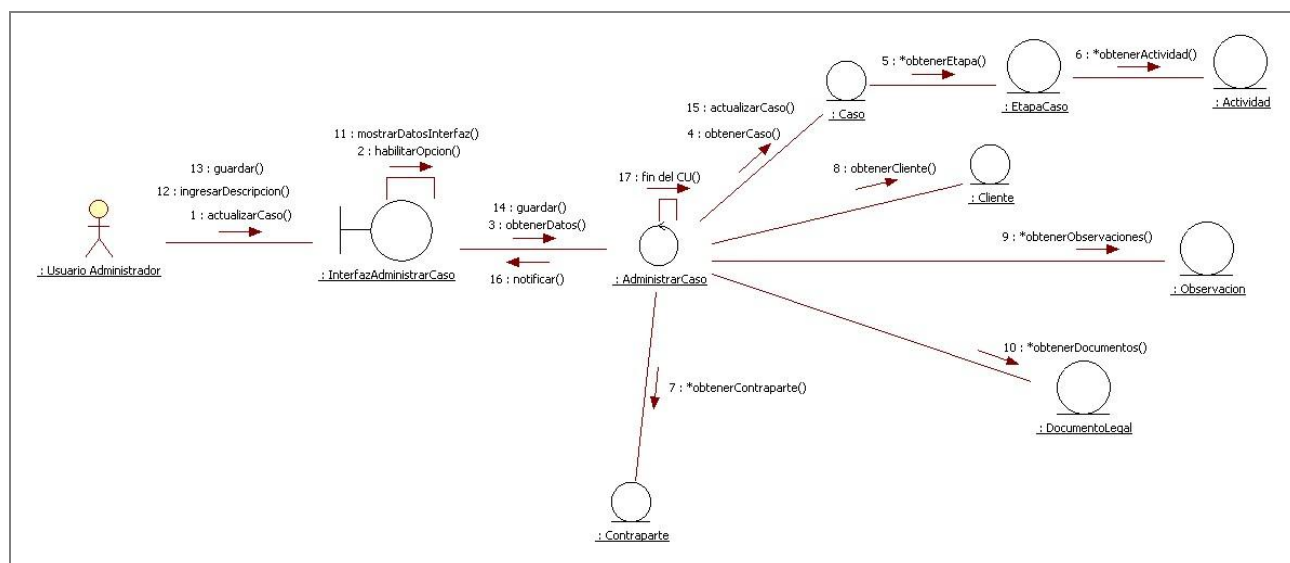 5 : *obtenerEtapa()
6 : *obtenerActividad()
15 : actualizarCaso()
: Caso
: EtapaCaso
: Actividad
11 : mostrarDatosInterfaz()
2 : habilitarOpcion()
4 : obtenerCaso()
13 : guardar()
17 : fin del CU()
8 : obtenerCliente()
12 : ingresarDescripcion()
: Cliente
1 : actualizarCaso()
14 : guardar()
3 : obtenerDatos()
9 : *obtenerObservaciones()
: Usuario Administrador
: InterfazAdministrarCaso
16 : notificar()
: AdministrarCaso
: Observacion
10 : *obtenerDocumentos()
7 : *obtenerContraparte()
: DocumentoLegal
: Contraparte